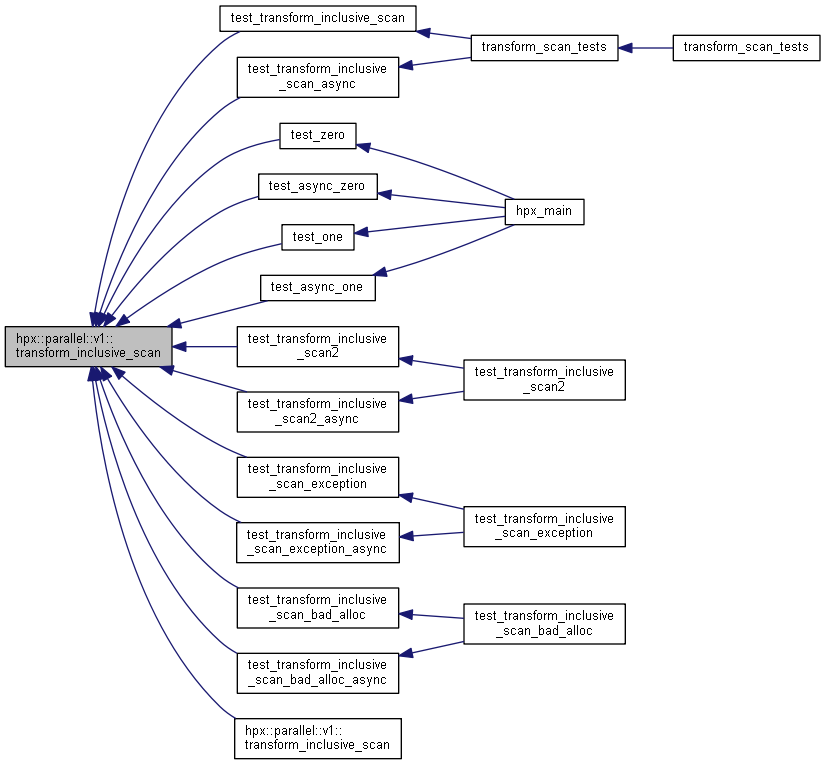 test_transform_inclusive_scan
transform_scan_tests
transform_scan_tests
test_transform_inclusive
_scan_async
test_zero
test_async_zero
hpx_main
test_one
test_async_one
hpx::parallel::v1::
transform_inclusive_scan
test_transform_inclusive
_scan2
test_transform_inclusive
_scan2
test_transform_inclusive
_scan2_async
test_transform_inclusive
_scan_exception
test_transform_inclusive
_scan_exception
test_transform_inclusive
_scan_exception_async
test_transform_inclusive
_scan_bad_alloc
test_transform_inclusive
_scan_bad_alloc
test_transform_inclusive
_scan_bad_alloc_async
hpx::parallel::v1::
transform_inclusive_scan